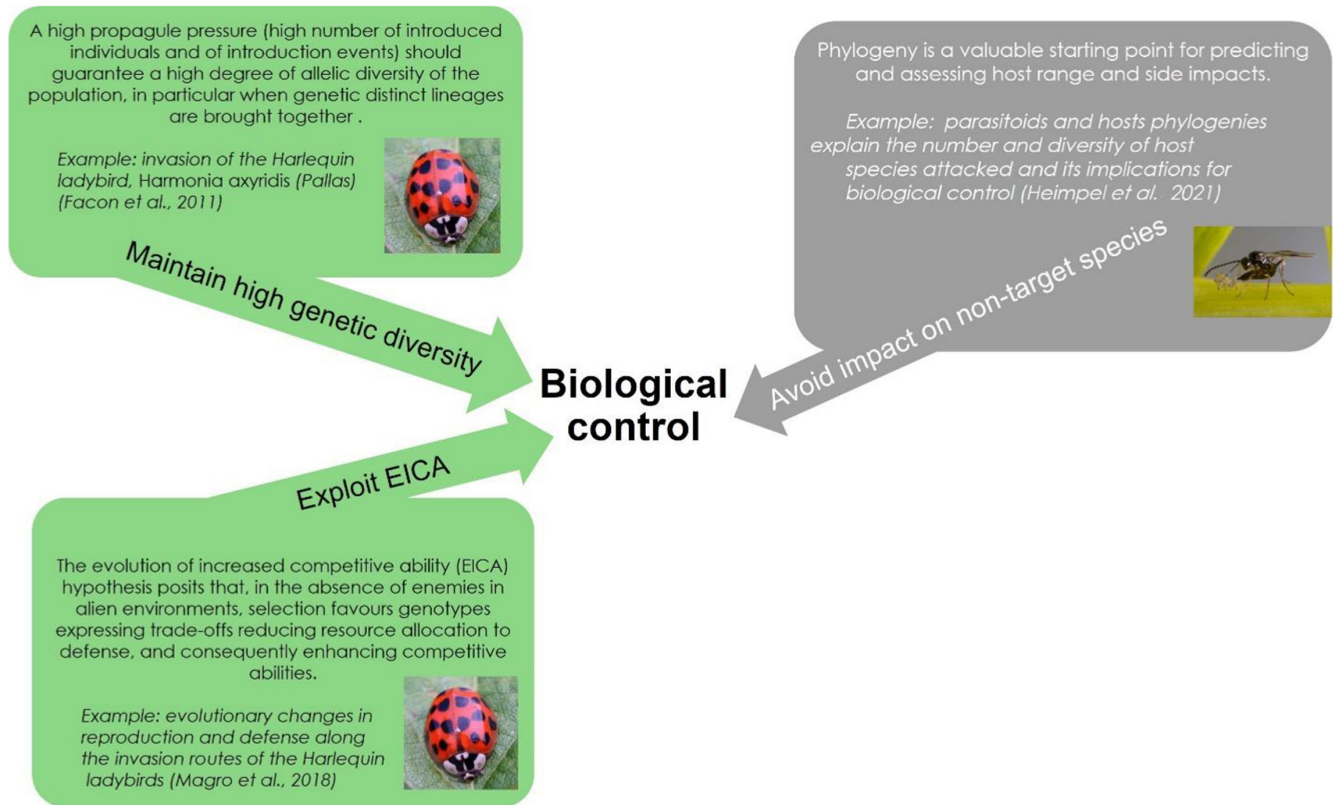 A high propagule pressure (high number of introduced
individuals and of introduction events) should
guarantee a high degree of allelic diversity of the
population, in particular when genetic distinct lineages
are brought together .
Example: invasion of the Harlequin
ladybird, Harmonia axyridis (Pallas)
(Facon et al., 2011)
Maintain high genetic diversity
Phylogeny is a valuable starting point for predicting
and assessing host range and side impacts.
Example:  parasitoids and hosts phylogenies
explain the number and diversity of host
species attacked and its implications for
biological control (Heimpel et al.  2021)
Avoid impact on non-target species
Biological
control
Exploit EICA
The evolution of increased competitive ability (EICA)
hypothesis posits that, in the absence of enemies in
alien environments, selection favours genotypes
expressing trade-offs reducing resource allocation to
defense, and consequently enhancing competitive
abilities.
Example: evolutionary changes in
reproduction and defense along
the invasion routes of the Harlequin
ladybirds (Magro et al., 2018)